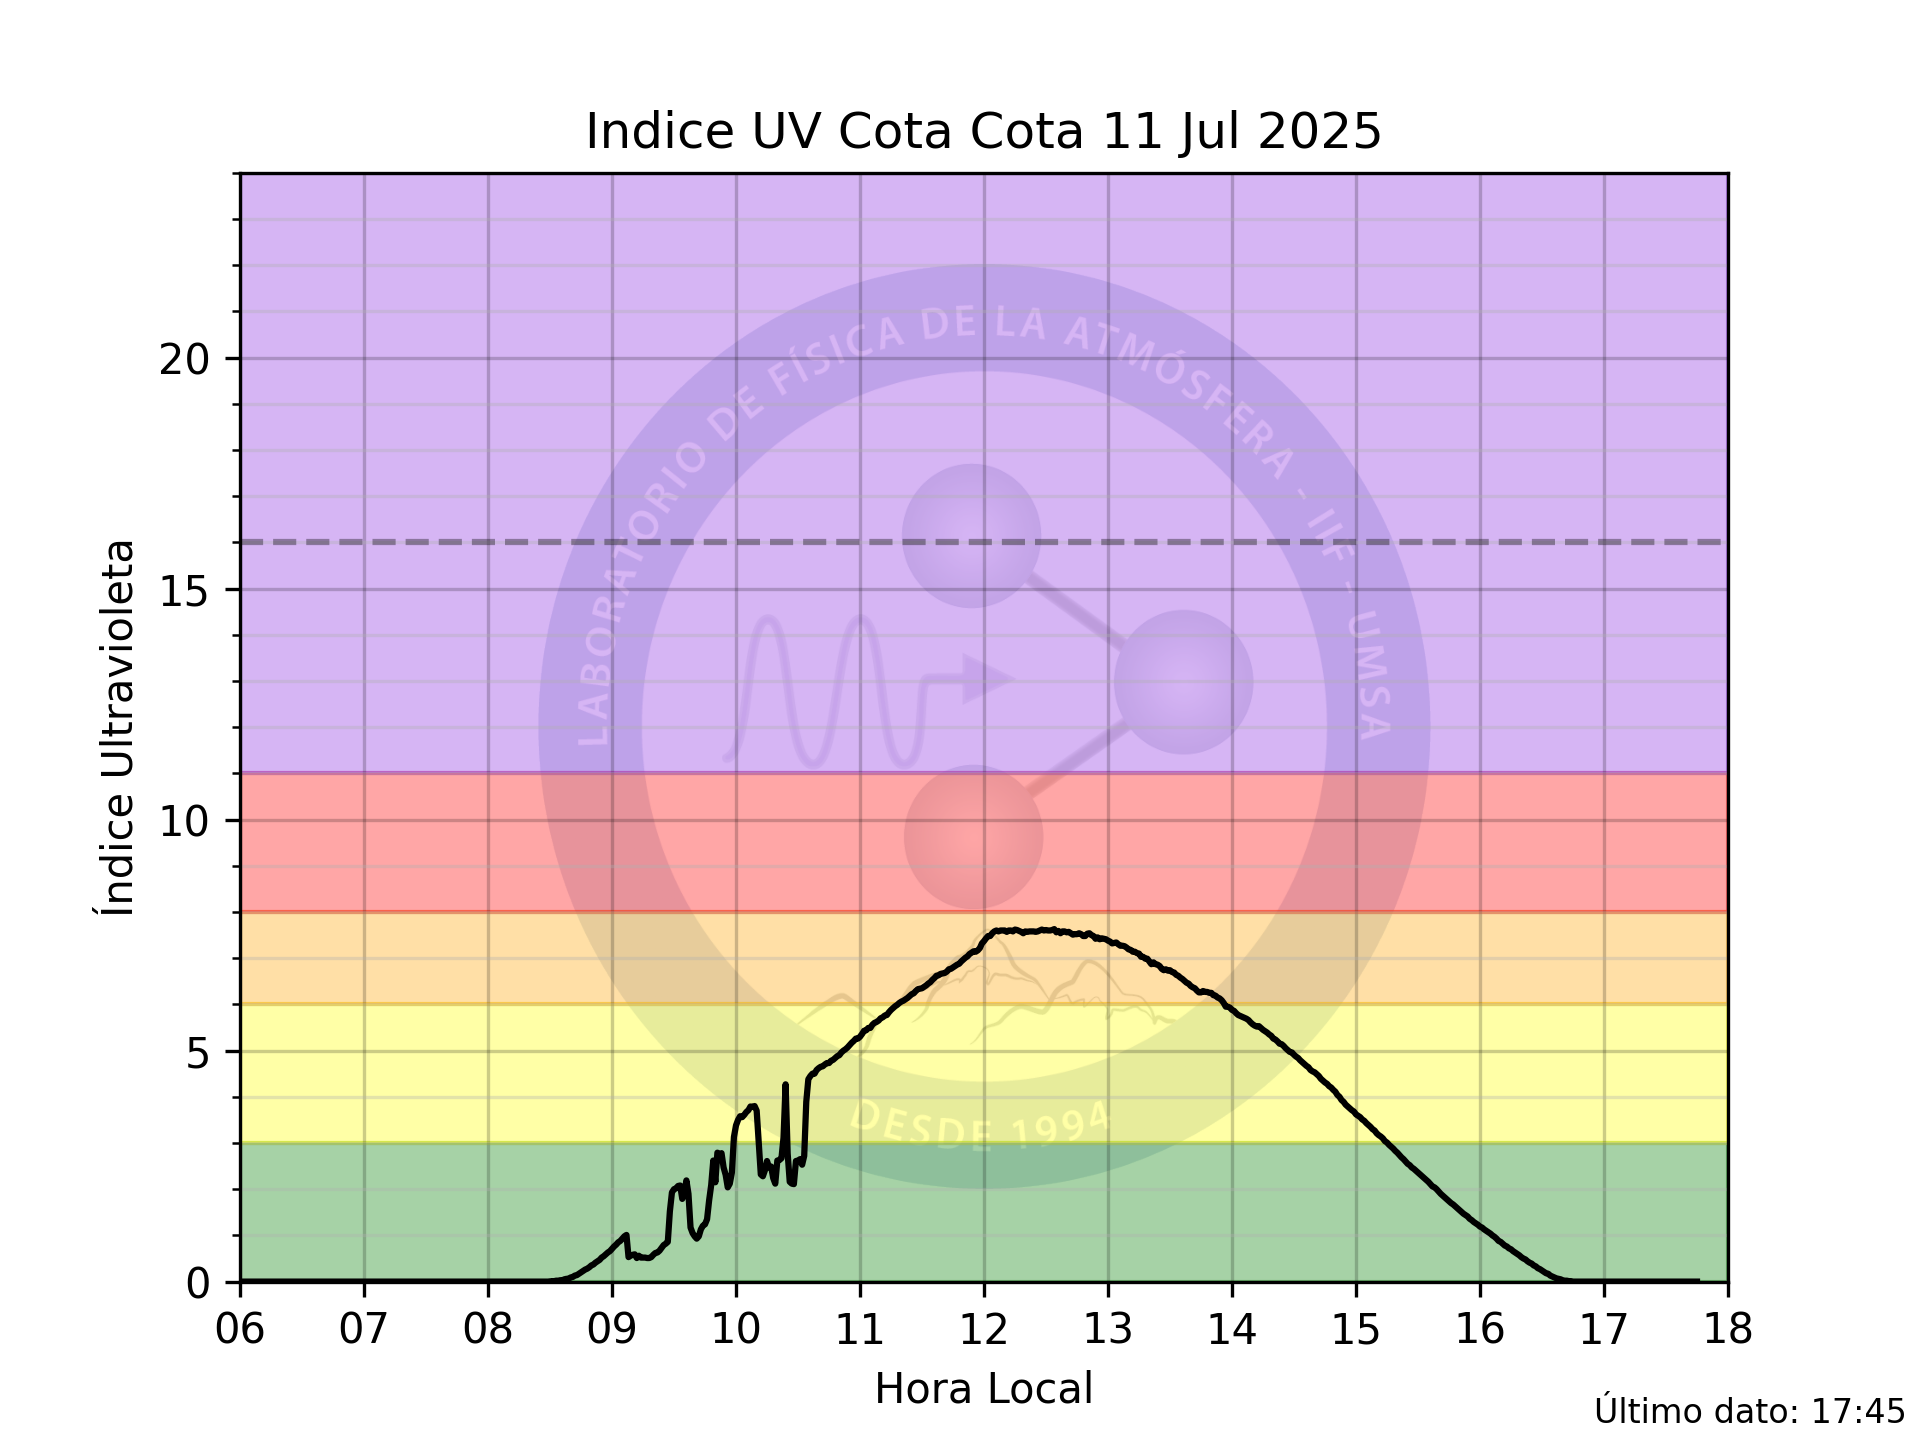 Indice UV Cota Cota 11 Jul 2025
LABORATORIO DE FÍSICA DE LA ATMÓSFERA - IIF - UMSA
DESDE 1994
Índice Ultravioleta
20
15
10
5
0
06 07 08 09 10 11 12 13 14 15 16 17 18
Hora Local
Último dato: 17:45